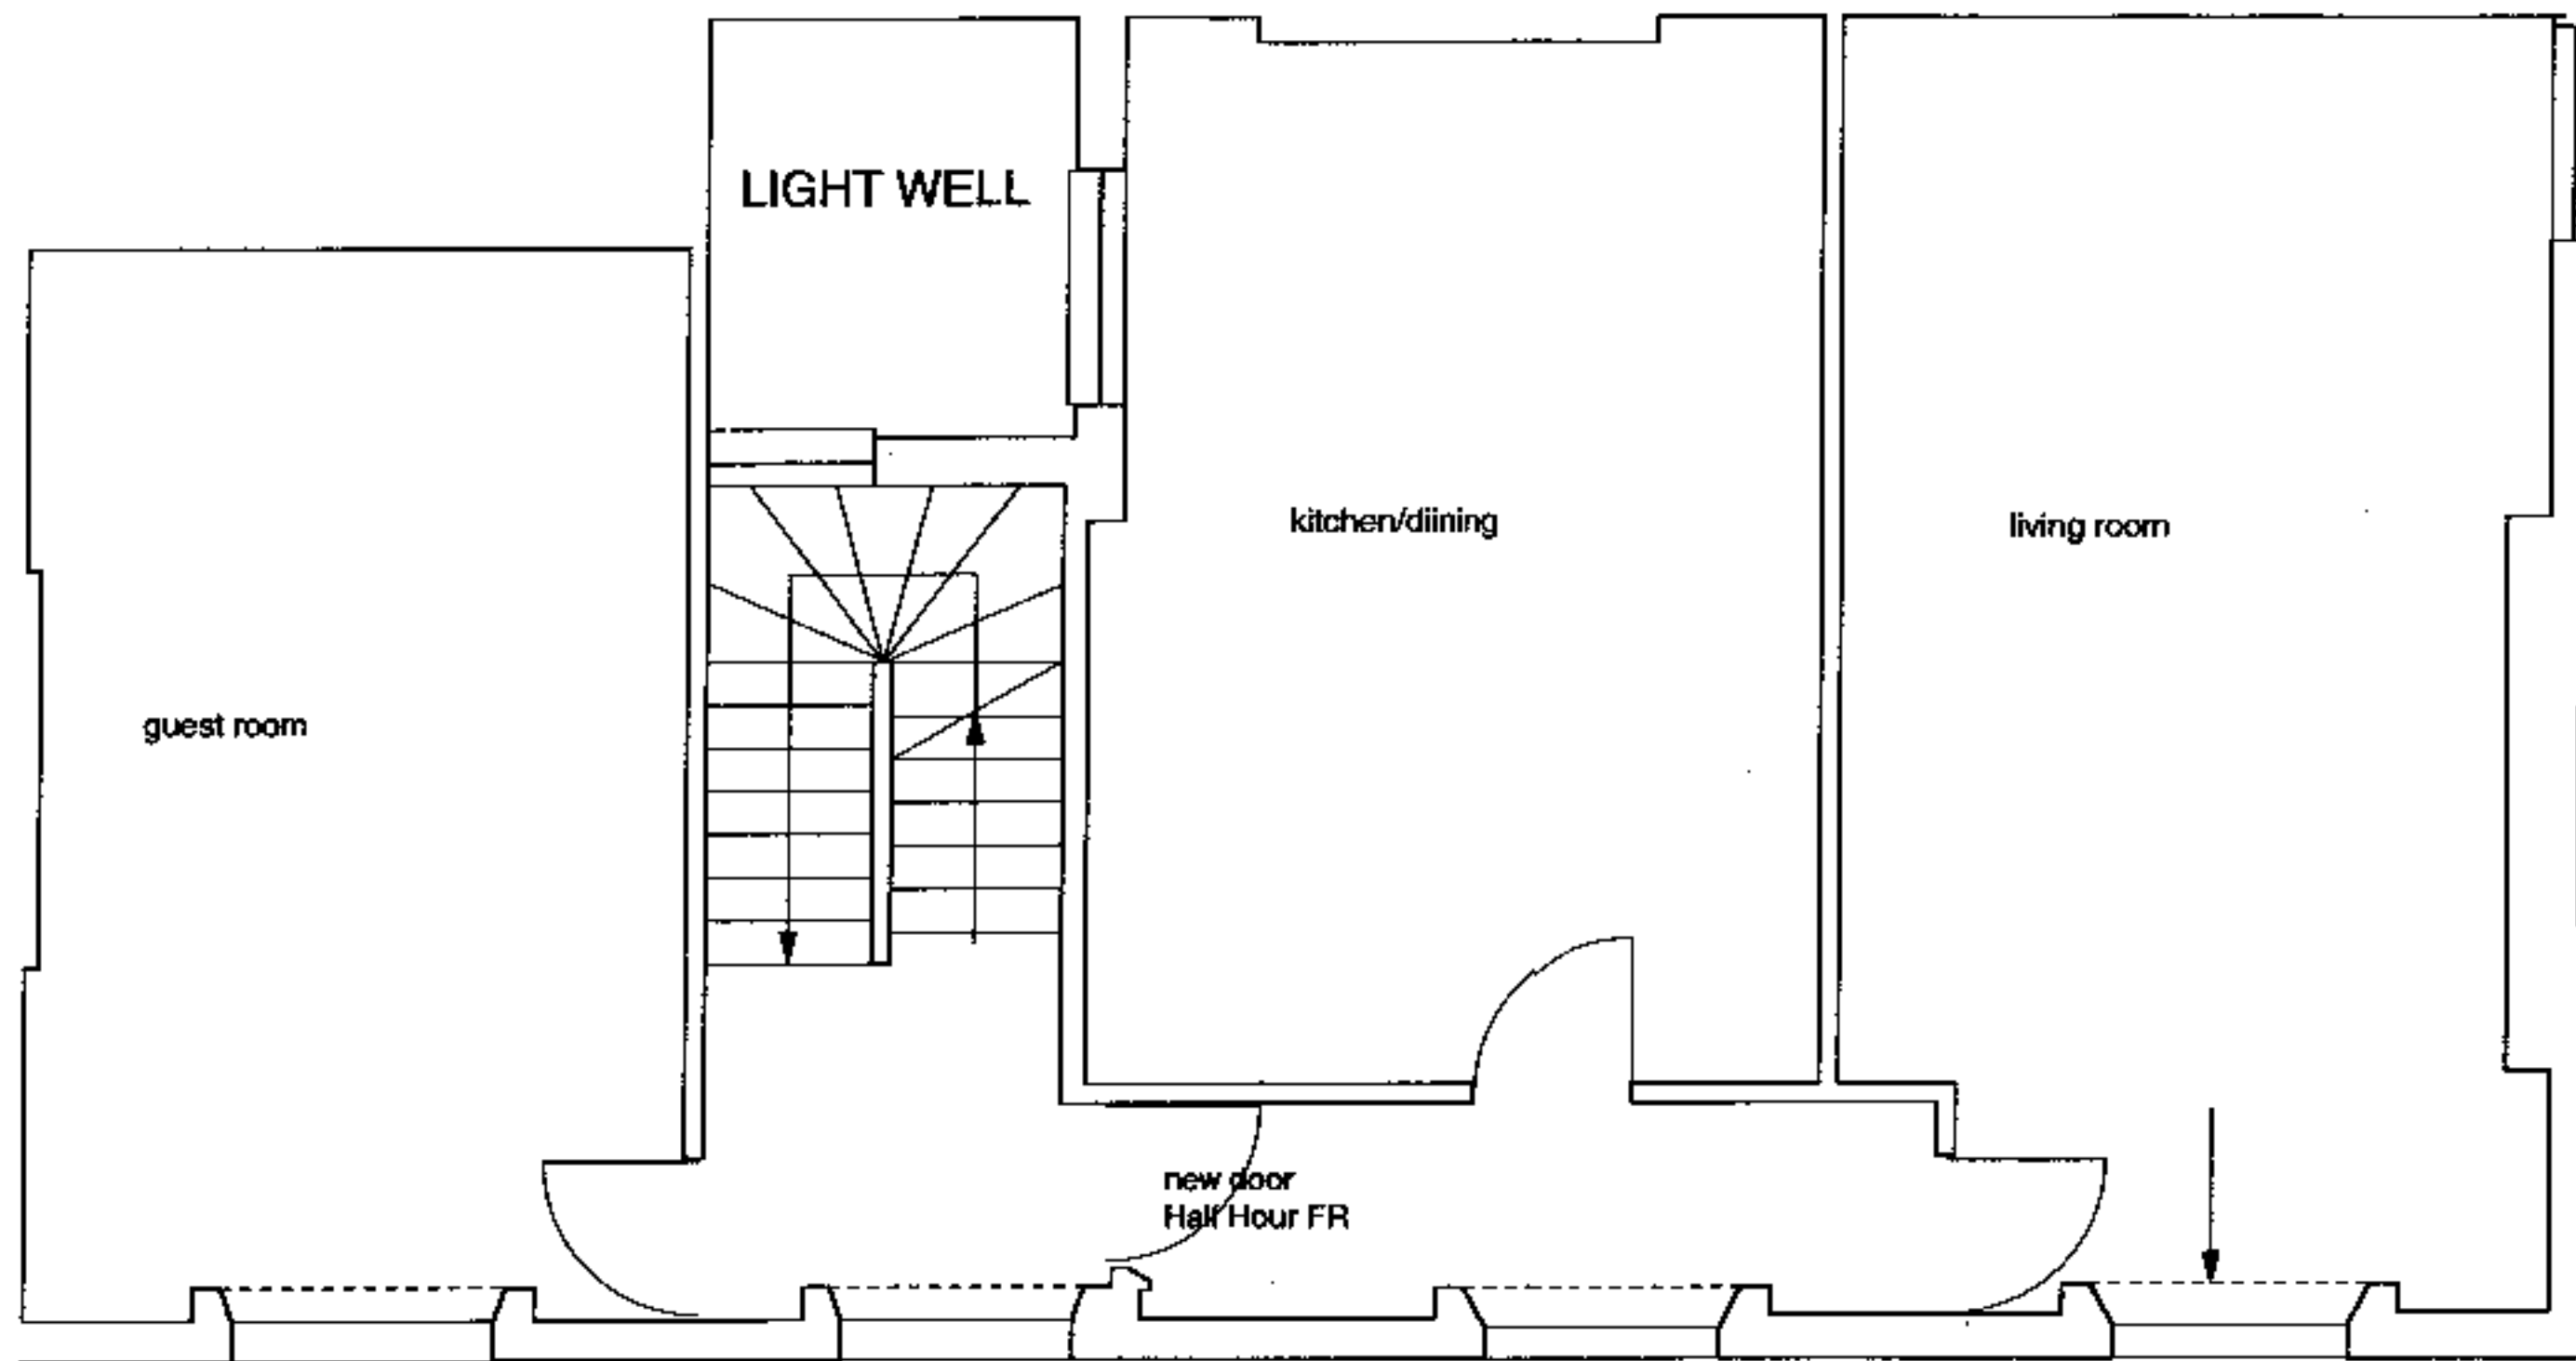 LIGHT WELL
kitchen/diining
living room
guest room
new door
Half Hour FR